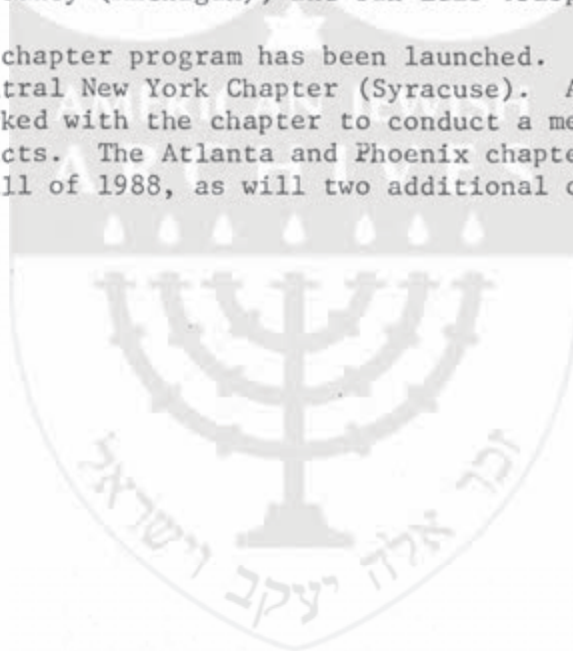 chapter program has been launched.
tral New York Chapter (Syracuse). A
AMERICAN JEWISH
ked with the chapter to conduct a me
cts. The Atlanta and Phoenix chapte
ARCHIVES
ll of 1988, as will two additional c
זכר אלה יעקב וישראל